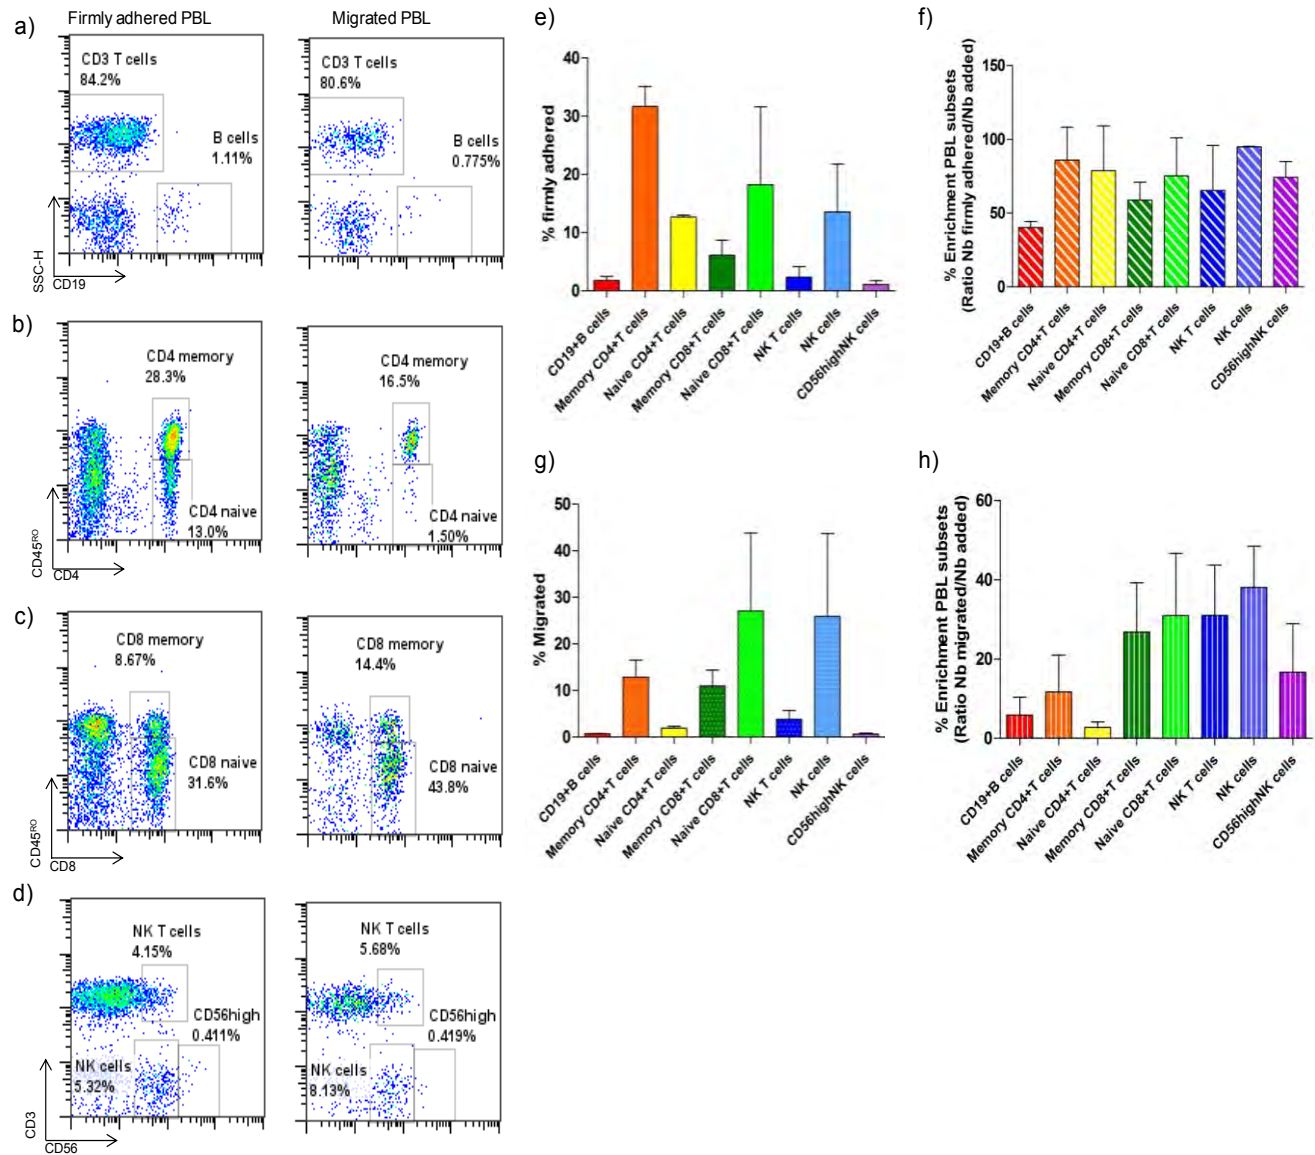 Firmly adhered PBL
Migrated PBL
a)
CD3 T cells
84.2%
B cells
1.11%
CD3 T cells
80.6%
B cells
0.775%
SSC-H
CD19
b)
CD4 memory
28.3%
CD4 naive
13.0%
CD4 memory
16.5%
CD4 naive
1.50%
CD45RO
CD4
c)
CD8 memory
8.67%
CD8 naive
31.6%
CD8 memory
14.4%
CD8 naive
43.8%
CD45RO
CD8
d)
NK T cells
4.15%
CD56high
0.411%
NK cells
5.32%
NK T cells
5.68%
CD56high
0.419%
NK cells
8.13%
CD3
CD56
e)
% firmly adhered
40
30
20
10
0
CD19+B cells
Memory CD4+T cells
Naive CD4+T cells
Memory CD8+T cells
Naive CD8+T cells
NK T cells
NK cells
CD56highNK cells
f)
% Enrichment PBL subsets
(Ratio Nb firmly adhered/Nb added)
150
100
50
0
CD19+B cells
Memory CD4+T cells
Naive CD4+T cells
Memory CD8+T cells
Naive CD8+T cells
NK T cells
NK cells
CD56highNK cells
g)
% Migrated
50
40
30
20
10
0
CD19+B cells
Memory CD4+T cells
Naive CD4+T cells
Memory CD8+T cells
Naive CD8+T cells
NK T cells
NK cells
CD56highNK cells
h)
% Enrichment PBL subsets
(Ratio Nb migrated/Nb added)
60
40
20
0
CD19+B cells
Memory CD4+T cells
Naive CD4+T cells
Memory CD8+T cells
Naive CD8+T cells
NK T cells
NK cells
CD56highNK cells